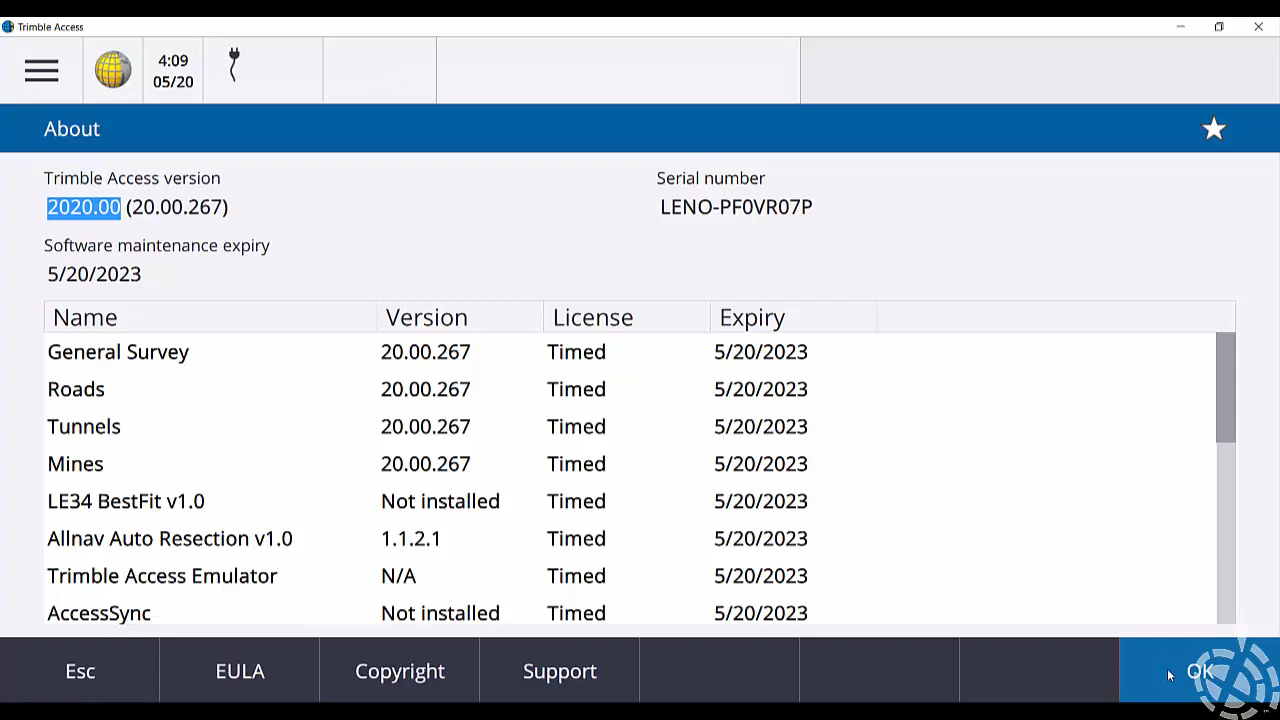 Trimble Access
4:09
05/20
About
Trimble Access version
2020.00 (20.00.267)
Serial number
LENO-PF0VR07P
Software maintenance expiry
5/20/2023
Name Version License Expiry
General Survey 20.00.267 Timed 5/20/2023
Roads 20.00.267 Timed 5/20/2023
Tunnels 20.00.267 Timed 5/20/2023
Mines 20.00.267 Timed 5/20/2023
LE34 BestFit v1.0 Not installed Timed 5/20/2023
Allnav Auto Resection v1.0 1.1.2.1 Timed 5/20/2023
Trimble Access Emulator N/A Timed 5/20/2023
AccessSync Not installed Timed 5/20/2023
Esc EULA Copyright Support OK